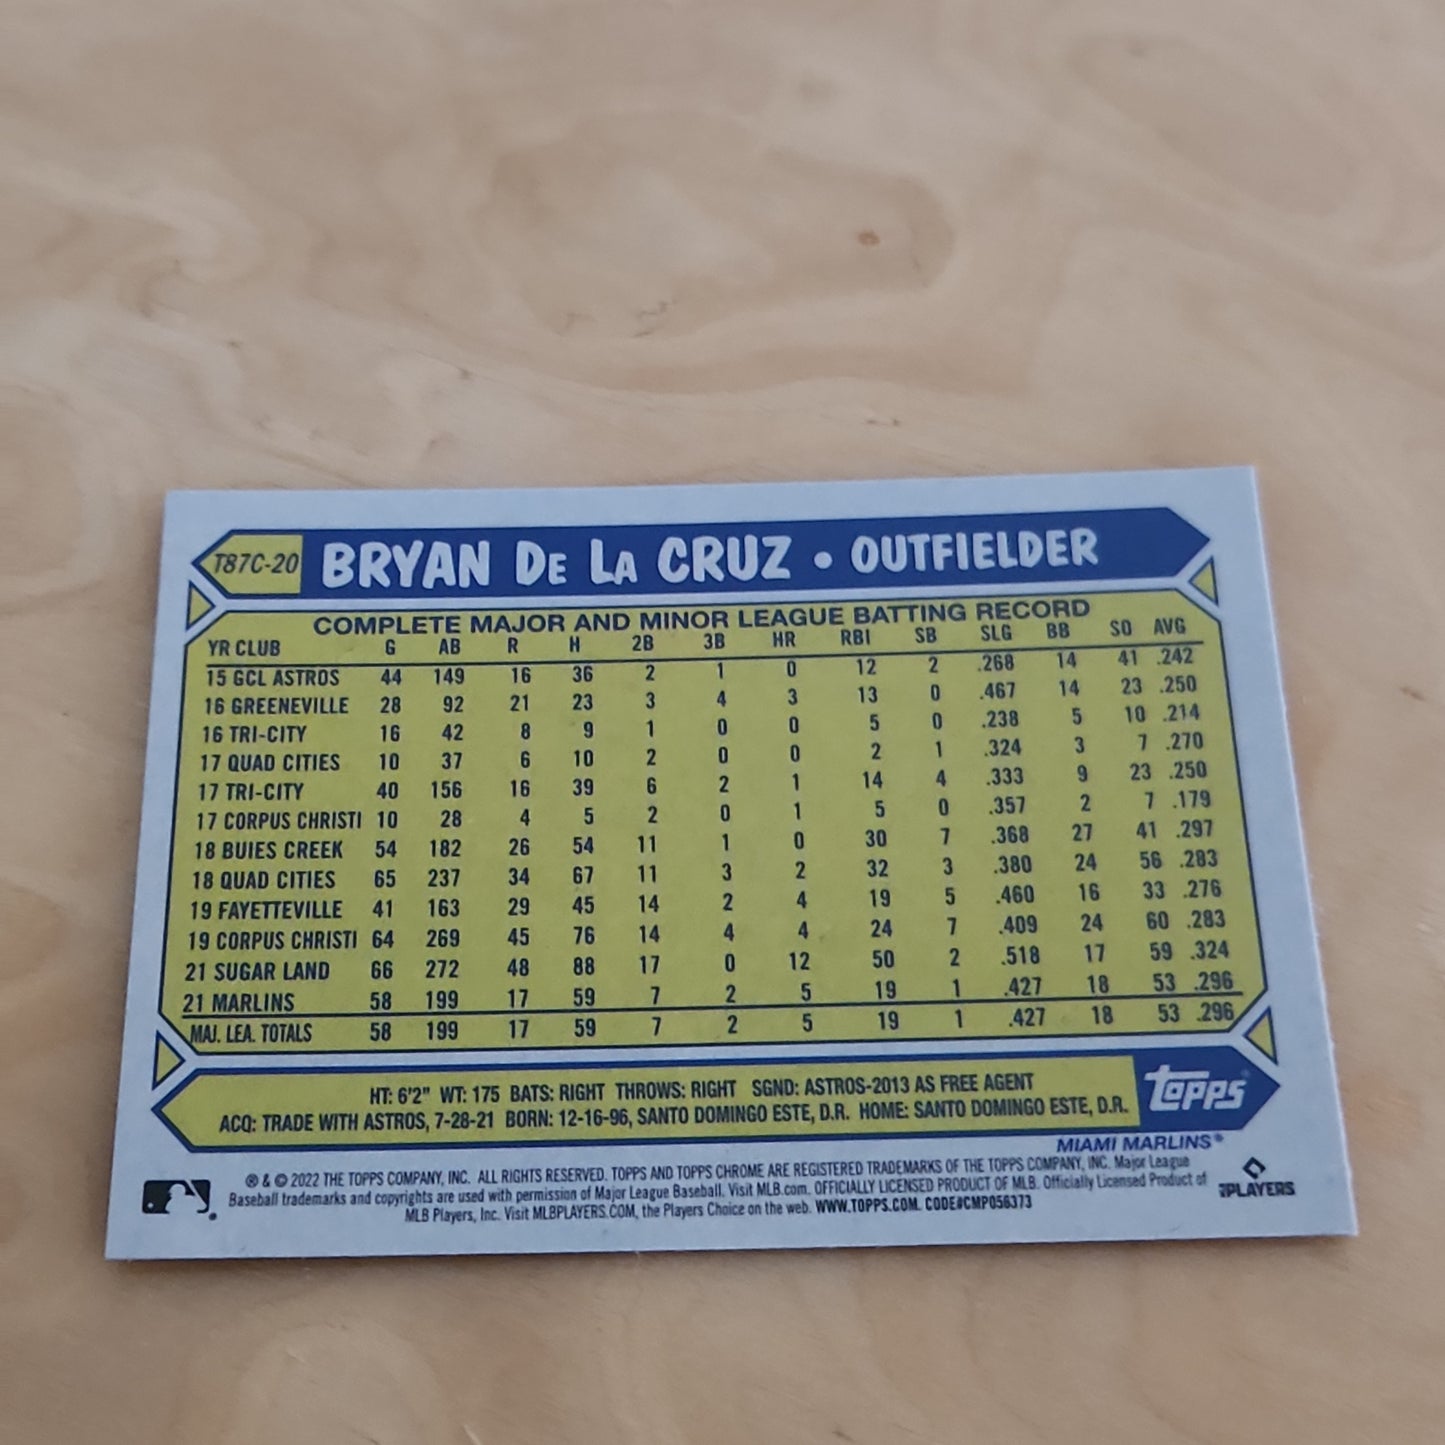 T87C-20 BRYAN DE LA CRUZ • OUTFIELDER
COMPLETE MAJOR AND MINOR LEAGUE BATTING RECORD
YR CLUB G AB R H 2B 3B HR RBI SB SLG BB SO AVG
15 GCL ASTROS 44 149 16 36 2 1 0 12 2 .268 14 41 .242
16 GREENEVILLE 28 92 21 23 3 4 3 13 0 .467 14 23 .250
16 TRI-CITY 16 42 8 9 1 0 0 5 0 .238 5 10 .214
17 QUAD CITIES 10 37 6 10 2 0 0 2 1 .324 3 7 .270
17 TRI-CITY 40 156 16 39 6 2 1 14 4 .333 9 23 .250
17 CORPUS CHRISTI 10 28 4 5 2 0 1 5 0 .357 2 7 .179
18 BUIES CREEK 54 182 26 54 11 1 0 30 7 .368 27 41 .297
18 QUAD CITIES 65 237 34 67 11 3 2 32 3 .380 24 56 .283
19 FAYETTEVILLE 41 163 29 45 14 2 4 19 5 .460 16 33 .276
19 CORPUS CHRISTI 64 269 45 76 14 4 4 24 7 .409 24 60 .283
21 SUGAR LAND 66 272 48 88 17 0 12 50 2 .518 17 59 .324
21 MARLINS 58 199 17 59 7 2 5 19 1 .427 18 53 .296
MAJ. LEA. TOTALS 58 199 17 59 7 2 5 19 1 .427 18 53 .296
HT: 6'2" WT: 175 BATS: RIGHT THROWS: RIGHT SGND: ASTROS-2013 AS FREE AGENT
ACQ: TRADE WITH ASTROS, 7-28-21 BORN: 12-16-96, SANTO DOMINGO ESTE, D.R. HOME: SANTO DOMINGO ESTE, D.R.
topps®
MIAMI MARLINS®
® & © 2022 THE TOPPS COMPANY, INC. ALL RIGHTS RESERVED. TOPPS AND TOPPS CHROME ARE REGISTERED TRADEMARKS OF THE TOPPS COMPANY, INC. Major League
Baseball trademarks and copyrights are used with permission of Major League Baseball. Visit MLB.com. OFFICIALLY LICENSED PRODUCT OF MLB. Officially Licensed Product of
MLB Players, Inc. Visit MLBPLAYERS.COM, the Players Choice on the web. WWW.TOPPS.COM. CODE#CMP056373
PLAYERS